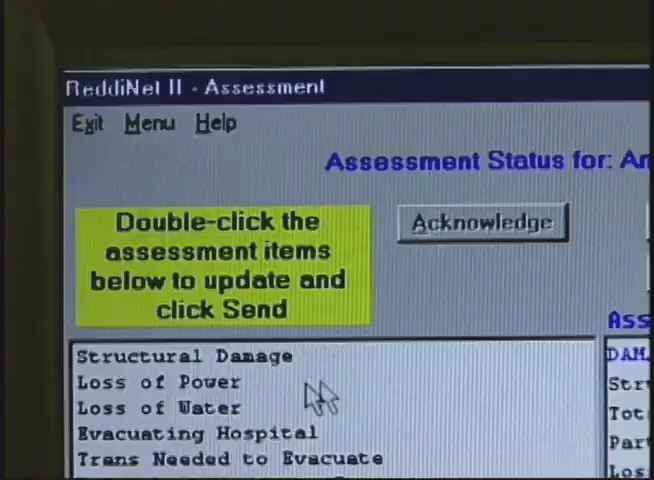 ReddiNet II - Assessment
Exit Menu Help
Assessment Status for:
Double-click the
assessment items
below to update and
click Send
Acknowledge
Structural Damage
Loss of Power
Loss of Water
Evacuating Hospital
Trans Needed to Evacuate